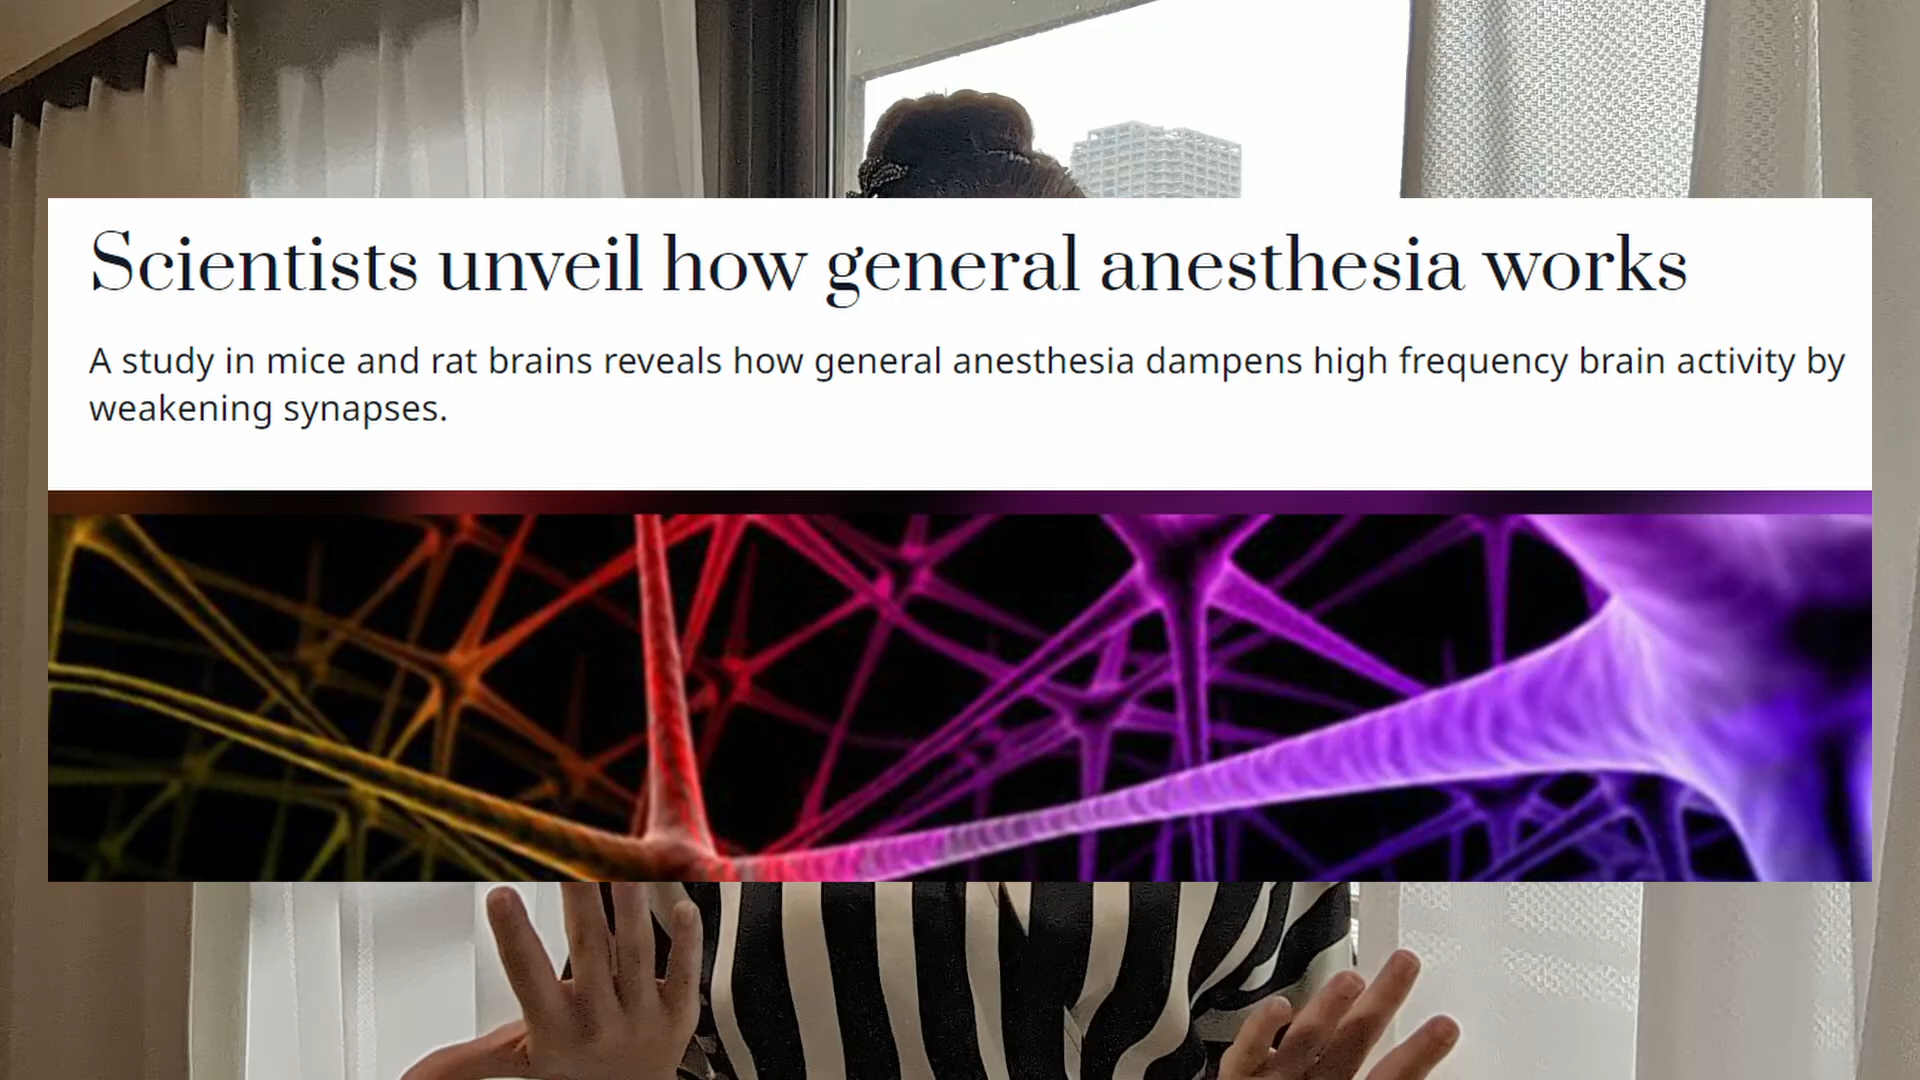 Scientists unveil how general anesthesia works
A study in mice and rat brains reveals how general anesthesia dampens high frequency brain activity by
weakening synapses.